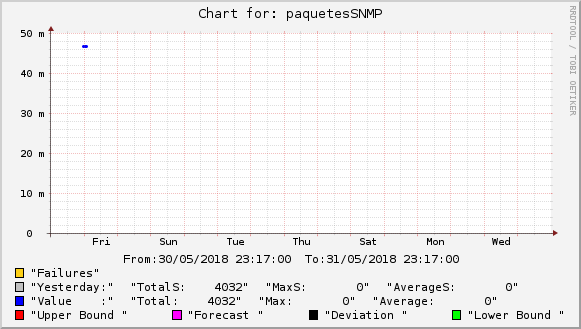 Chart for: paquetesSNMP
RRDTOOL / TOBI OETIKER
50 m
40 m
30 m
20 m
10 m
0
Fri Sun Tue Thu Sat Mon Wed
From:30/05/2018 23:17:00 To:31/05/2018 23:17:00
"Failures"
"Yesterday:" "TotalS: 4032" "MaxS: 0" "AverageS: 0"
"Value :" "Total: 4032" "Max: 0" "Average: 0"
"Upper Bound " "Forecast " "Deviation " "Lower Bound "